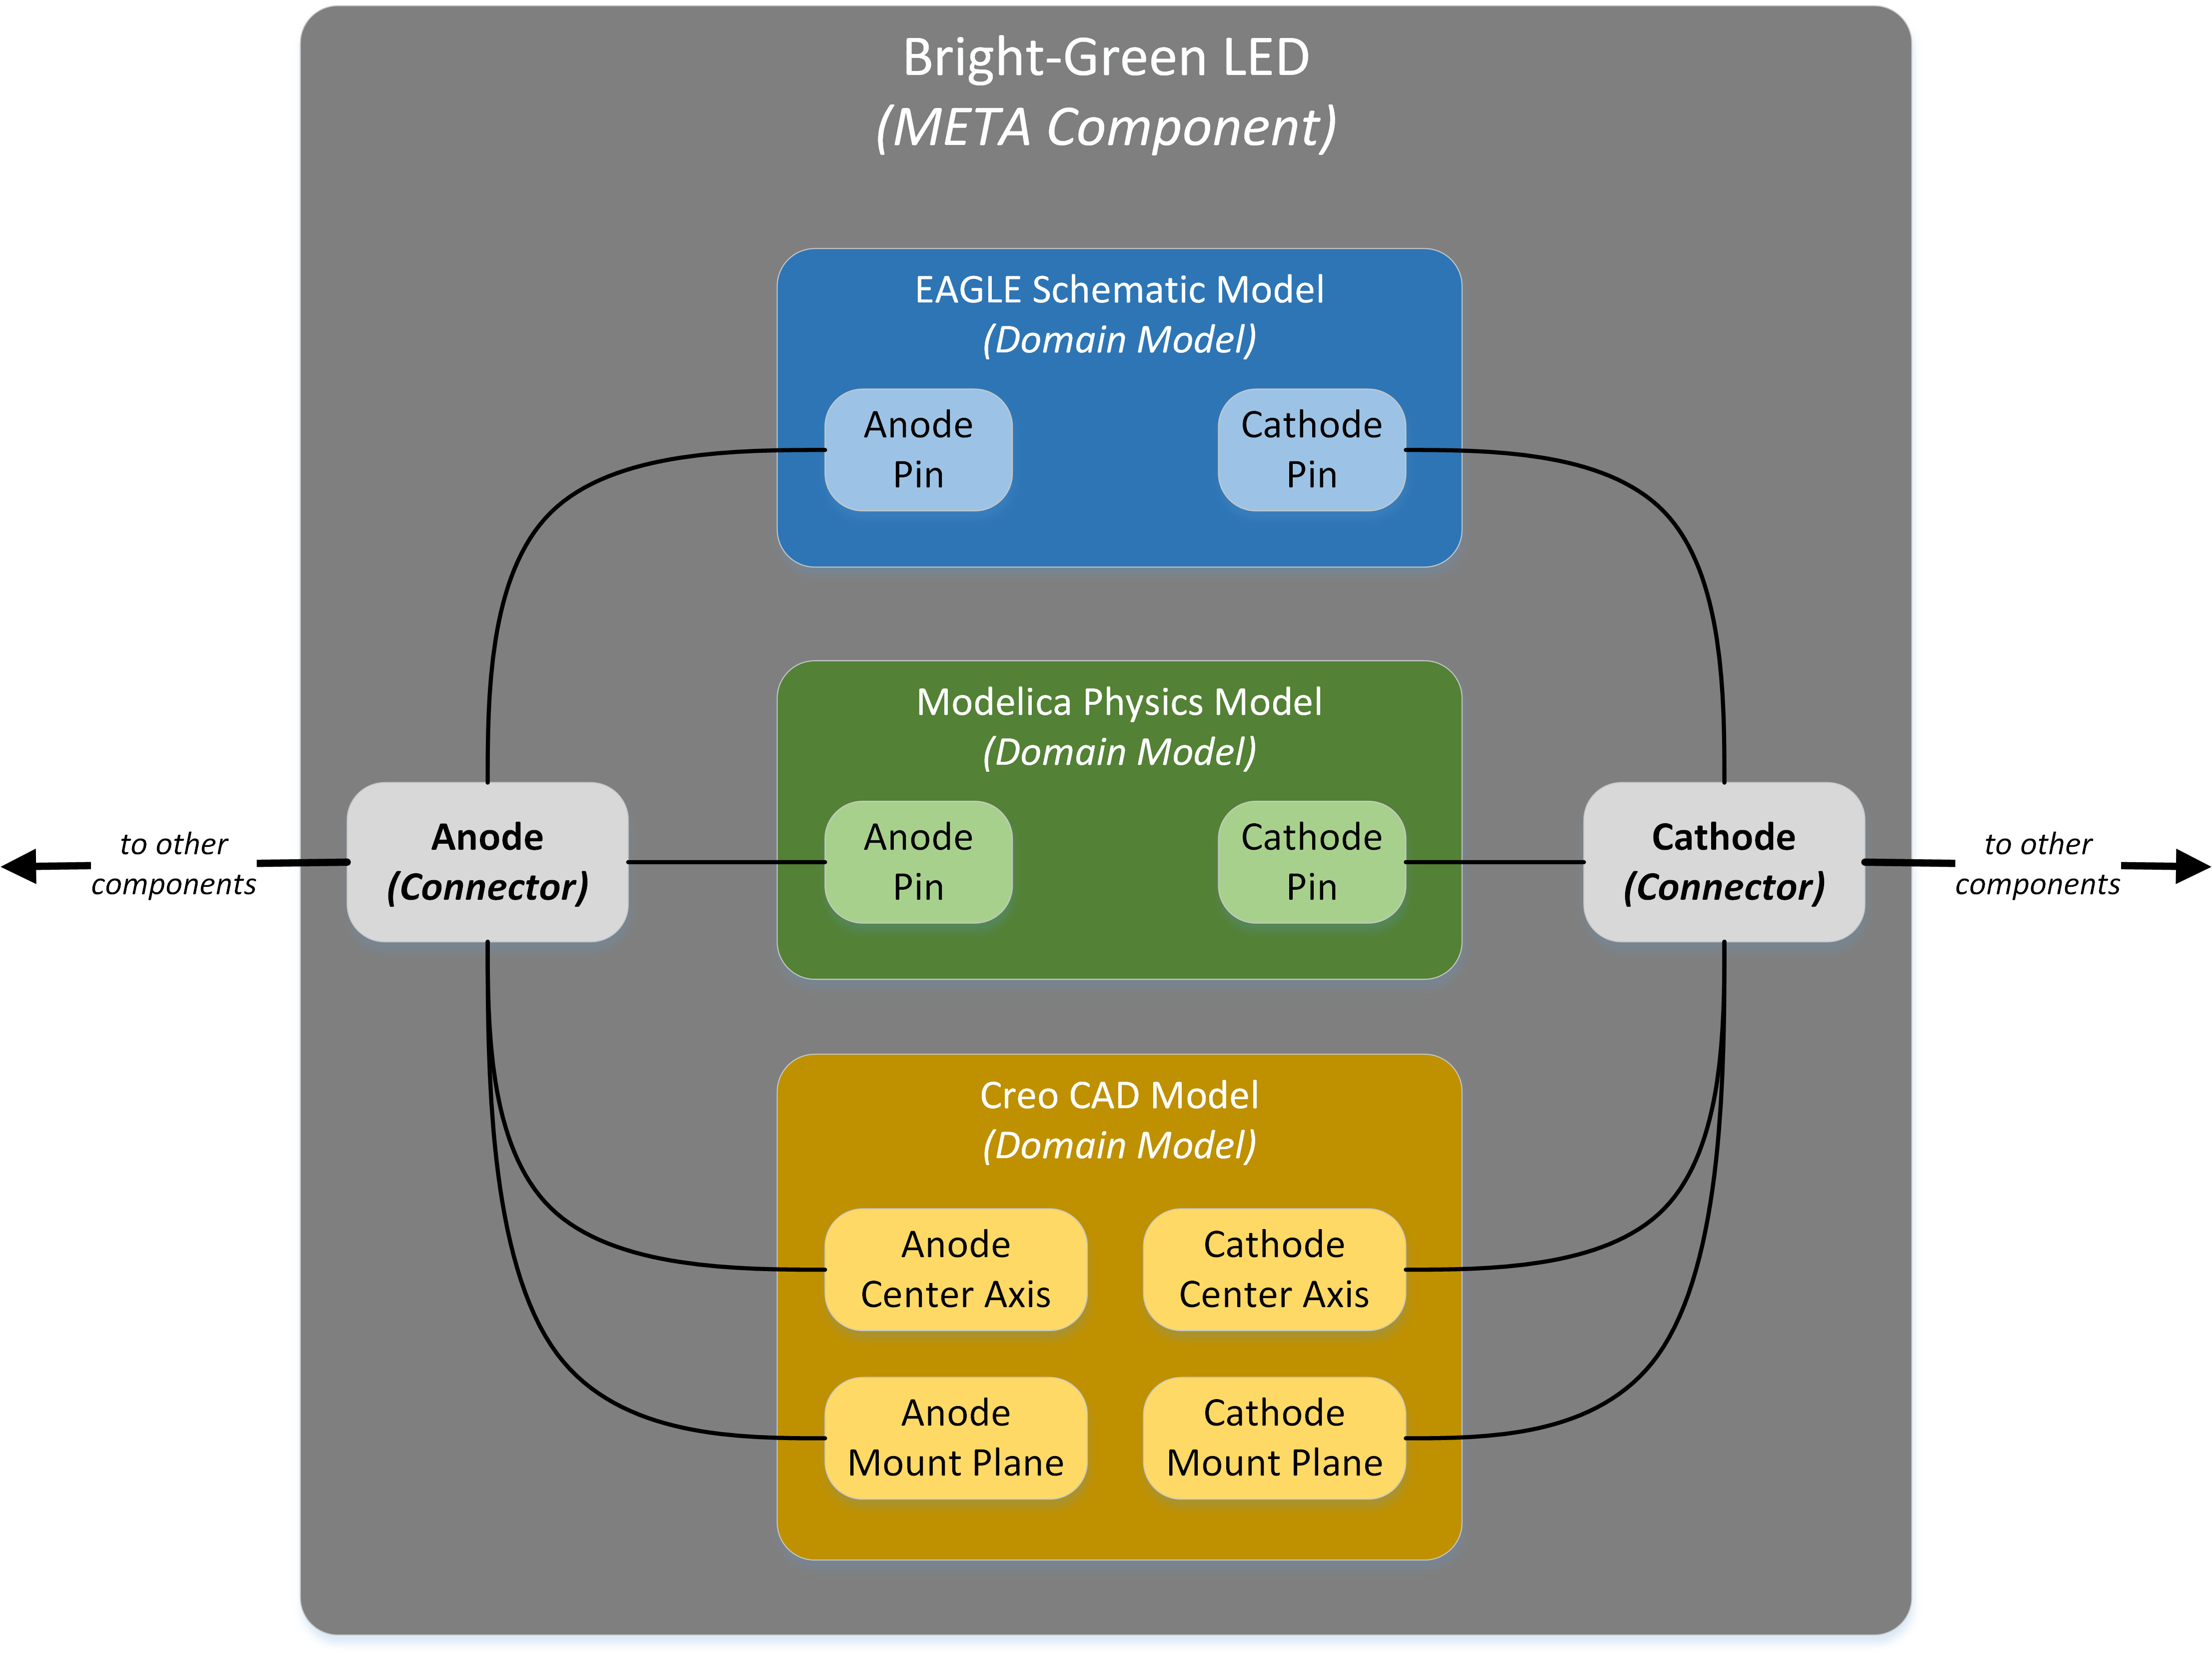 Bright-Green LED
(META Component)
EAGLE Schematic Model
(Domain Model)
Anode
Pin
Cathode
Pin
Modelica Physics Model
(Domain Model)
to other
components
Anode
(Connector)
Anode
Pin
Cathode
Pin
Cathode
(Connector)
to other
components
Creo CAD Model
(Domain Model)
Anode
Center Axis
Cathode
Center Axis
Anode
Mount Plane
Cathode
Mount Plane